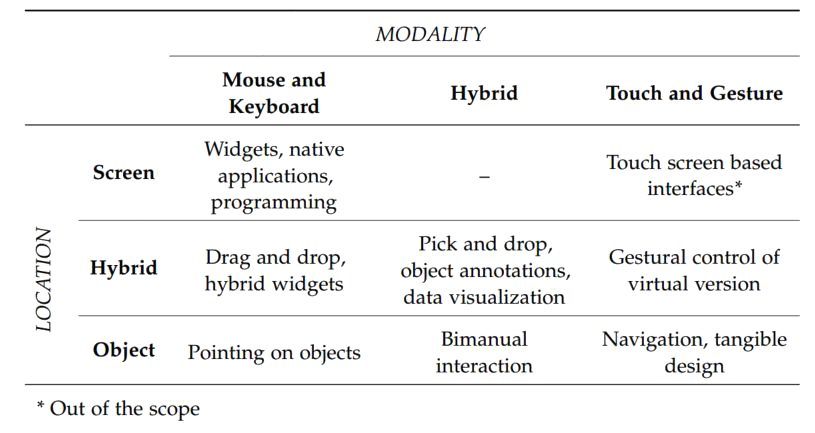 MODALITY
Mouse and
Keyboard
Hybrid
Touch and Gesture
LOCATION
Screen
Widgets, native
applications,
programming
–
Touch screen based
interfaces*
Hybrid
Drag and drop,
hybrid widgets
Pick and drop,
object annotations,
data visualization
Gestural control of
virtual version
Object
Pointing on objects
Bimanual
interaction
Navigation, tangible
design
* Out of the scope